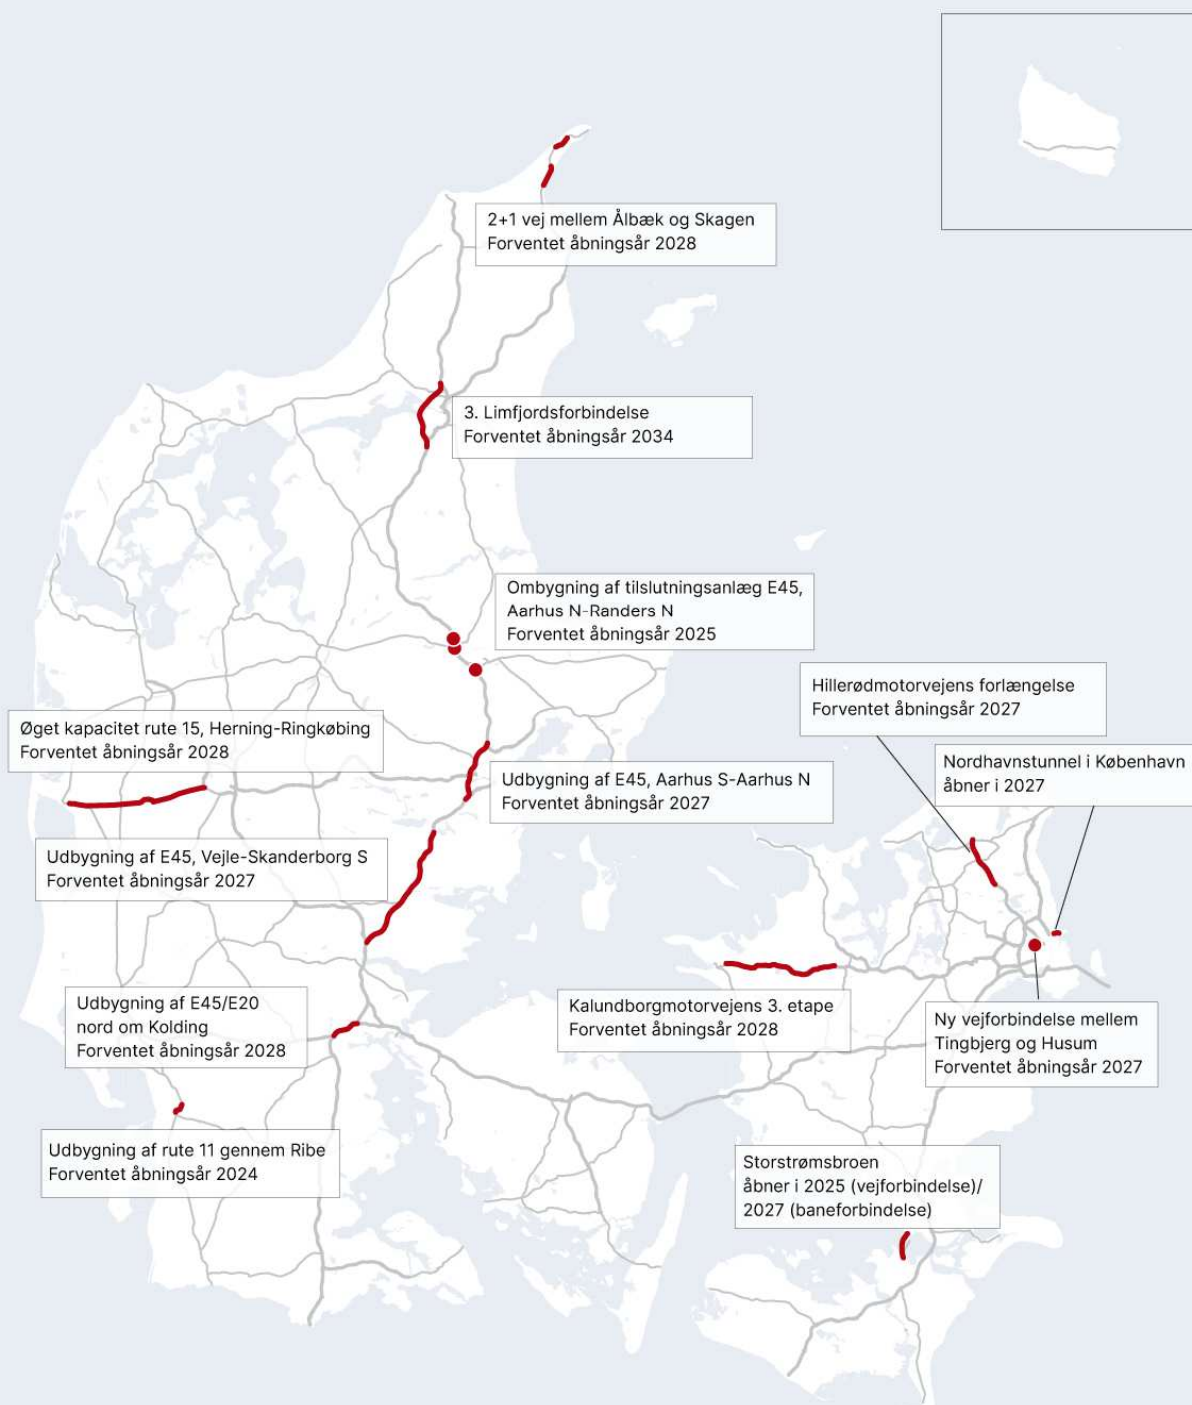 2+1 vej mellem Ålbæk og Skagen
Forventet åbningsår 2028
3. Limfjordsforbindelse
Forventet åbningsår 2034
Ombygning af tilslutningsanlæg E45,
Aarhus N-Randers N
Forventet åbningsår 2025
Hillerødmotorvejens forlængelse
Forventet åbningsår 2027
Øget kapacitet rute 15, Herning-Ringkøbing
Forventet åbningsår 2028
Nordhavnstunnel i København
åbner i 2027
Udbygning af E45, Aarhus S-Aarhus N
Forventet åbningsår 2027
Udbygning af E45, Vejle-Skanderborg S
Forventet åbningsår 2027
Udbygning af E45/E20
nord om Kolding
Forventet åbningsår 2028
Kalundborgmotorvejens 3. etape
Forventet åbningsår 2028
Ny vejforbindelse mellem
Tingbjerg og Husum
Forventet åbningsår 2027
Udbygning af rute 11 gennem Ribe
Forventet åbningsår 2024
Storstrømsbroen
åbner i 2025 (vejforbindelse)/
2027 (baneforbindelse)